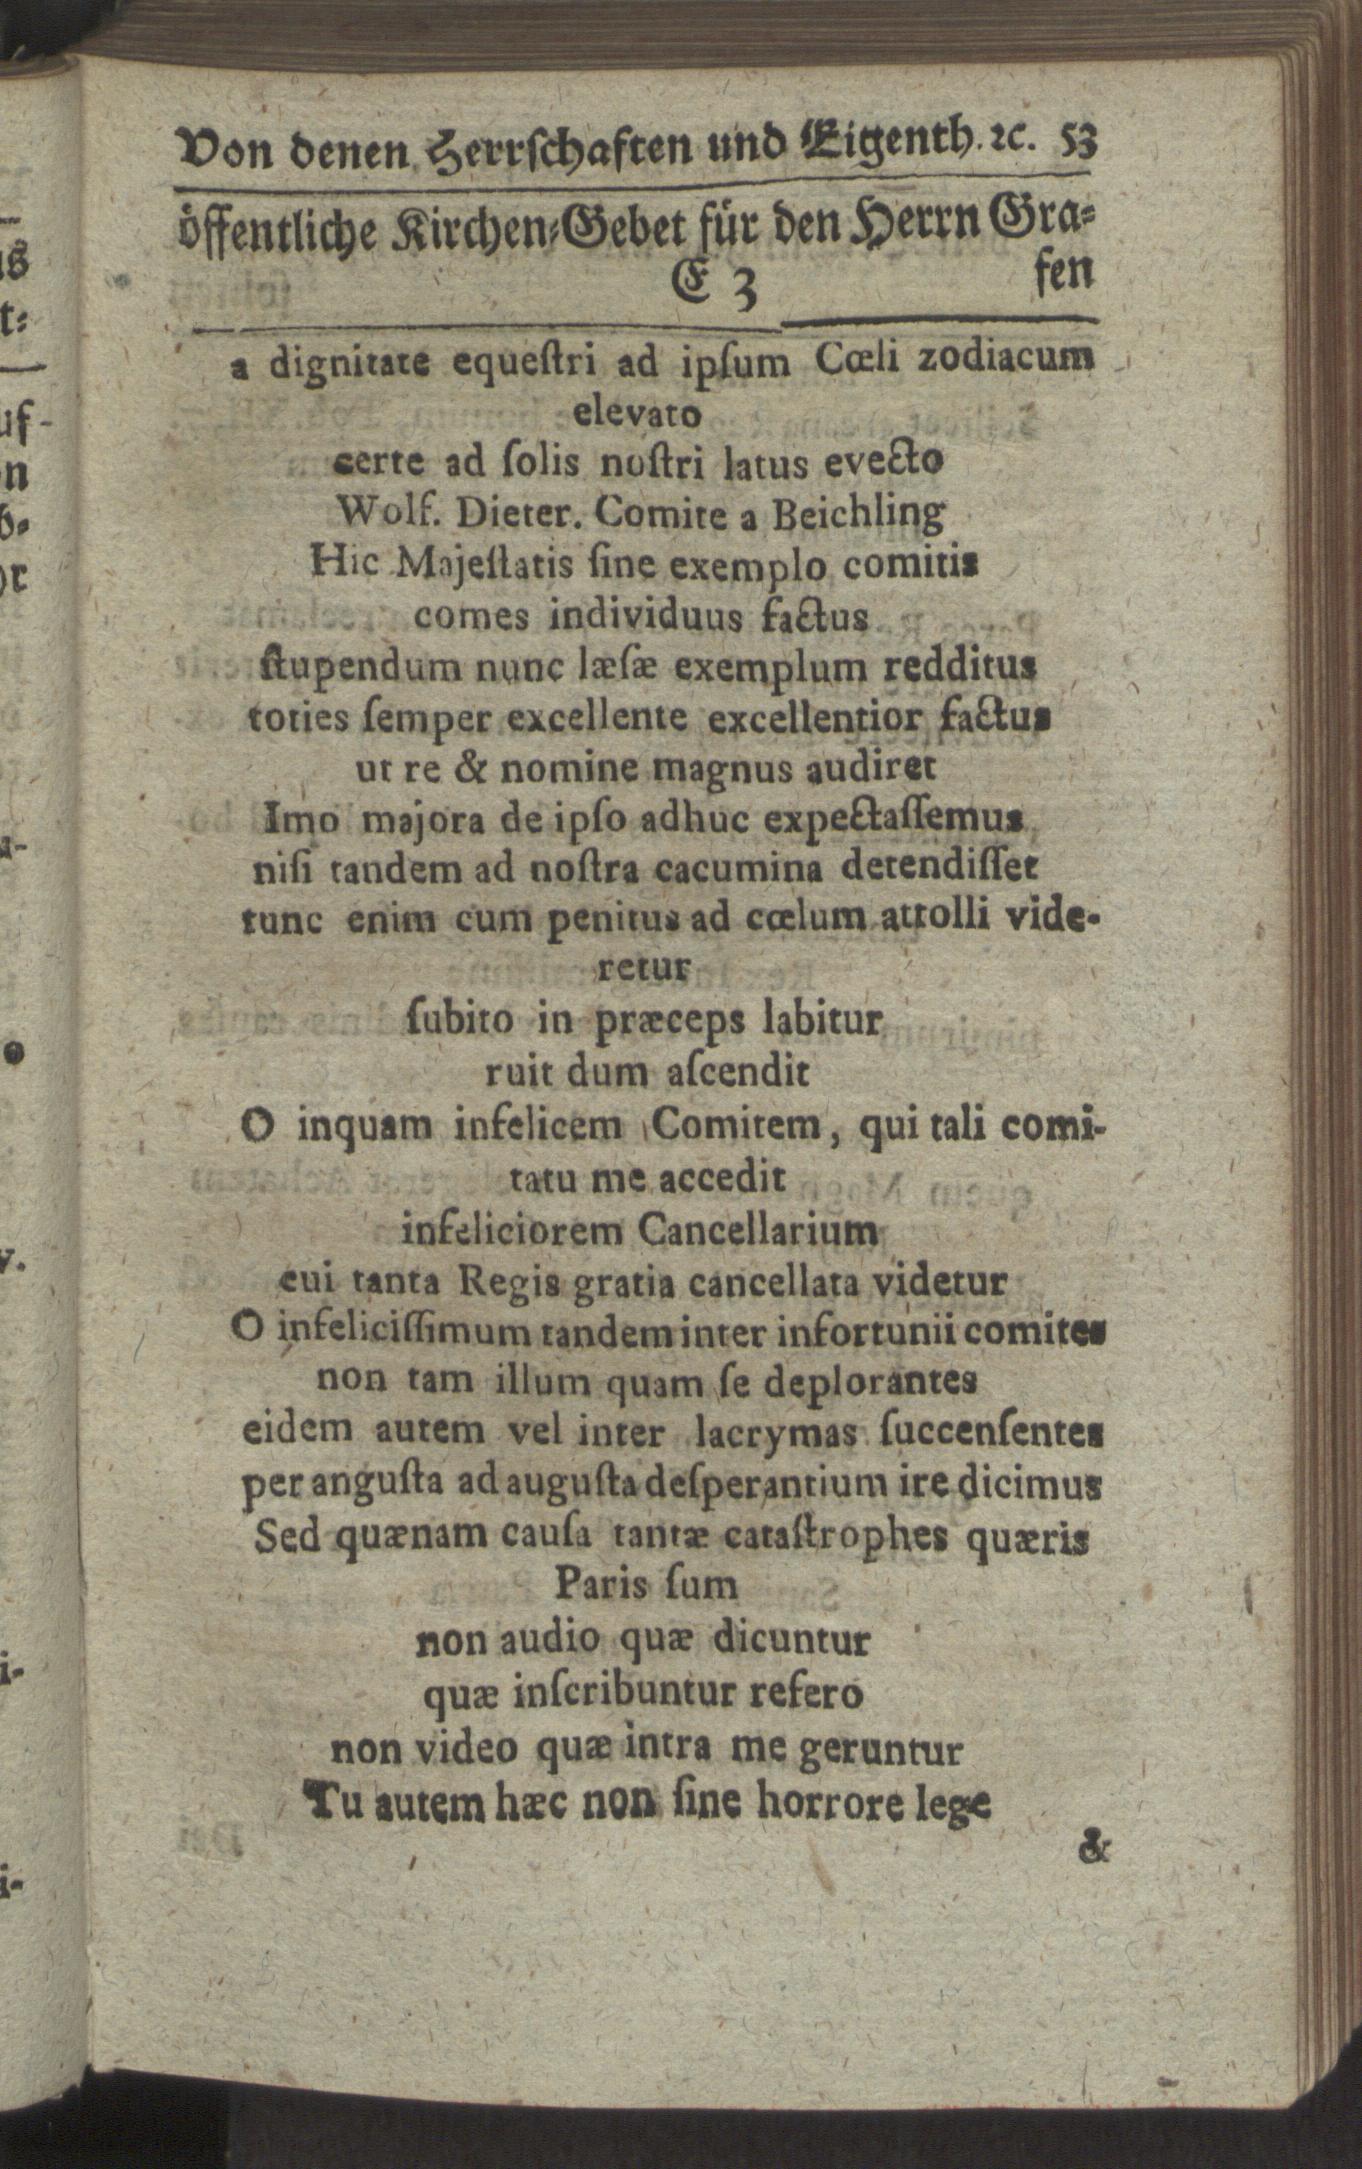 Von denen Herrſchaften und Eigenth. ꝛc. 53
öffentliche Kirchen-Gebet für den Herrn Gra-
E 3 fen
a dignitate equeſtri ad ipſum Cœli zodiacum
elevato
certe ad ſolis noſtri latus evecto
Wolf. Dieter. Comite a Beichling
Hic Majeſtatis ſine exemplo comitis
comes individuus factus
ſtupendum nunc læſæ exemplum redditus
toties ſemper excellente excellentior factus
ut re & nomine magnus audiret
Imo majora de ipſo adhuc expectaſſemus
niſi tandem ad noſtra cacumina detendiſſet
tunc enim cum penitus ad cœlum attolli vide-
retur
ſubito in præceps labitur
ruit dum aſcendit
O inquam infelicem Comitem, qui tali comi-
tatu me accedit
infeliciorem Cancellarium
cui tanta Regis gratia cancellata videtur
O infeliciſſimum tandem inter infortunii comites
non tam illum quam ſe deplorantes
eidem autem vel inter lacrymas ſuccenſentes
per anguſta ad auguſta deſperantium ire dicimus
Sed quænam cauſa tantæ cataſtrophes quæris
Paris ſum
non audio quæ dicuntur
quæ inſcribuntur refero
non video quæ intra me geruntur
Tu autem hæc non ſine horrore lege
&